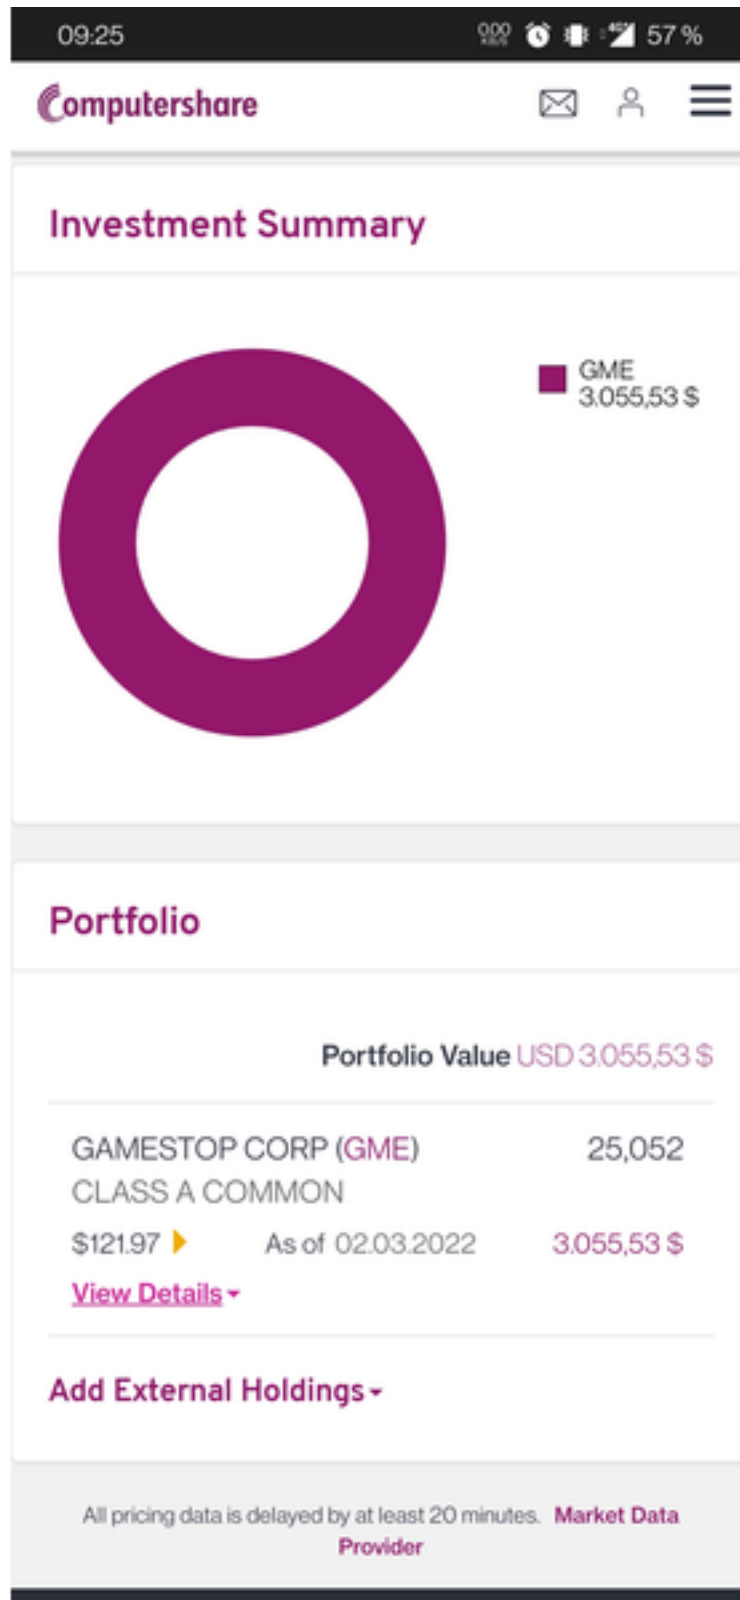 09:25 57 %
Computershare
Investment Summary
GME
3.055,53 $
Portfolio
Portfolio Value USD 3.055,53 $
GAMESTOP CORP (GME) 25,052
CLASS A COMMON
$121.97 As of 02.03.2022 3.055,53 $
View Details
Add External Holdings
All pricing data is delayed by at least 20 minutes. Market Data
Provider